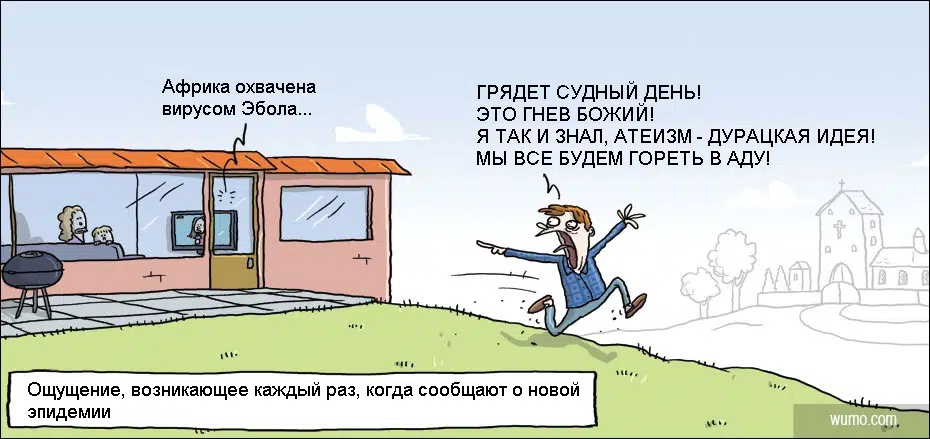 Африка охвачена
вирусом Эбола...
ГРЯДЕТ СУДНЫЙ ДЕНЬ!
ЭТО ГНЕВ БОЖИЙ!
Я ТАК И ЗНАЛ, АТЕИЗМ - ДУРАЦКАЯ ИДЕЯ!
МЫ ВСЕ БУДЕМ ГОРЕТЬ В АДУ!
Ощущение, возникающее каждый раз, когда сообщают о новой
эпидемии
wumo.com